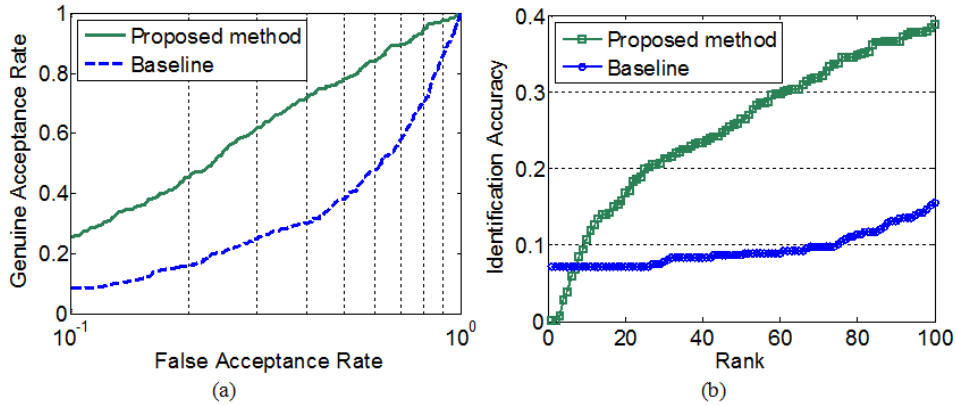 1
0.8
0.6
0.4
0.2
0
Genuine Acceptance Rate
Proposed method
Baseline
10-1
100
False Acceptance Rate
(a)
0.4
0.3
0.2
0.1
0
Identification Accuracy
Proposed method
Baseline
0 20 40 60 80 100
Rank
(b)